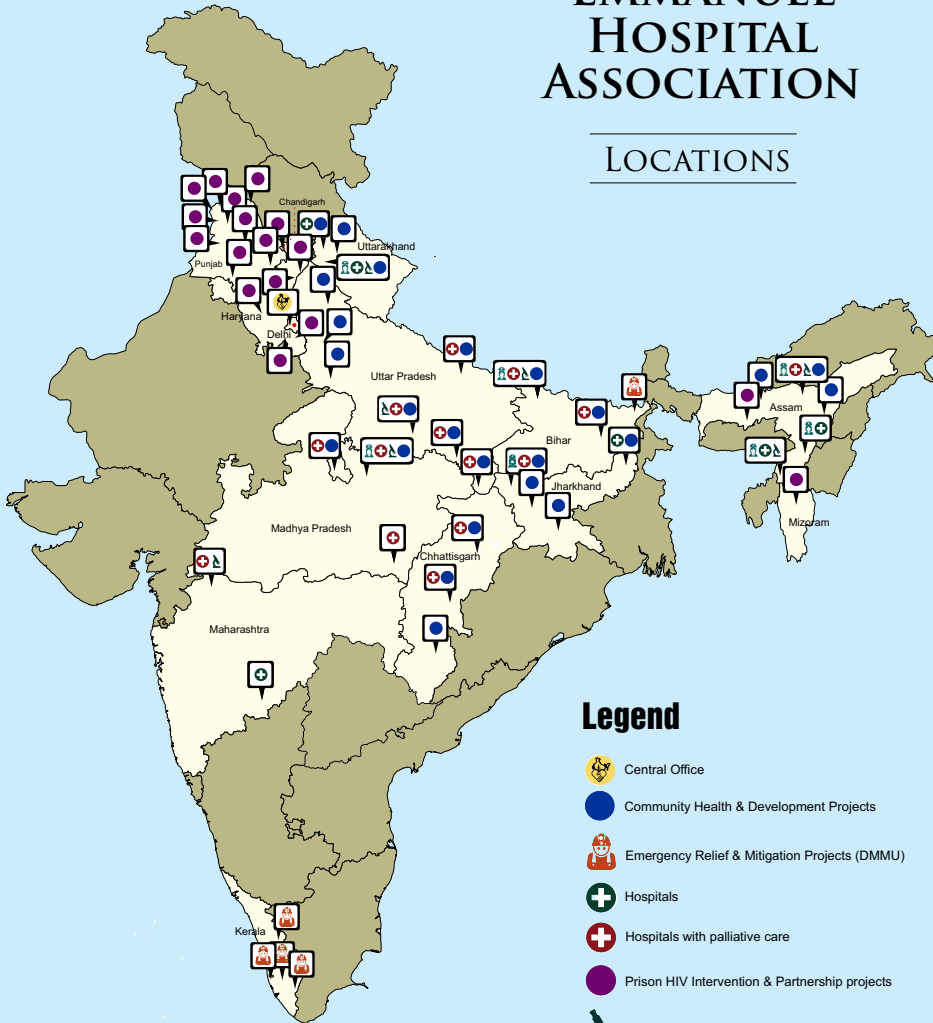 EMMANUEL
HOSPITAL
ASSOCIATION
LOCATIONS
Chandigarh
Uttarakhand
Punjab
Haryana
Delhi
Uttar Pradesh
Assam
Bihar
Jharkhand
Mizoram
Madhya Pradesh
Chhattisgarh
Maharashtra
Kerala
Legend
Central Office
Community Health & Development Projects
Emergency Relief & Mitigation Projects (DMMU)
Hospitals
Hospitals with palliative care
Prison HIV Intervention & Partnership projects